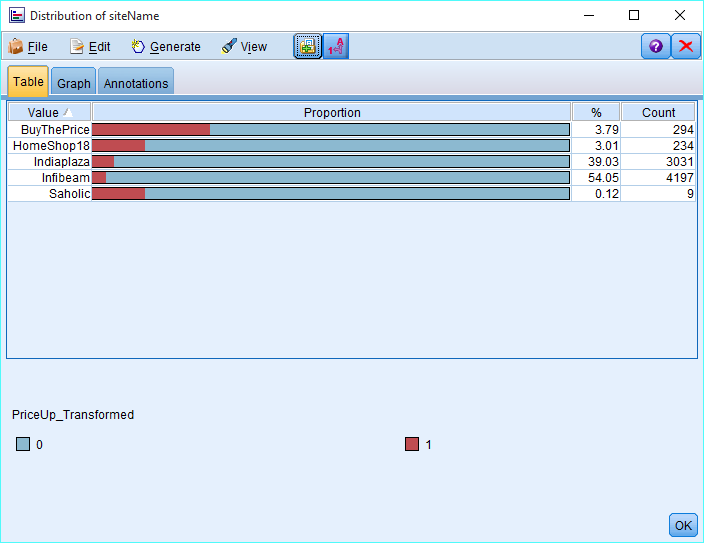 Distribution of siteName
File Edit Generate View
Table Graph Annotations
Value Proportion % Count
BuyThePrice 3.79 294
HomeShop18 3.01 234
Indiaplaza 39.03 3031
Infibeam 54.05 4197
Saholic 0.12 9
PriceUp_Transformed
0 1
OK